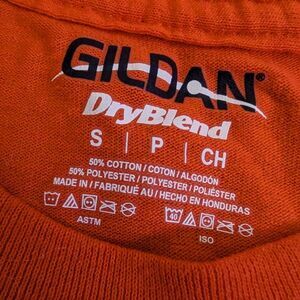 GILDAN®
DryBlend
S | P | CH
50% COTTON / COTON / ALGODÓN
50% POLYESTER / POLYESTER / POLIÉSTER
MADE IN / FABRIQUÉ AU / HECHO EN HONDURAS
40
ASTM
ISO